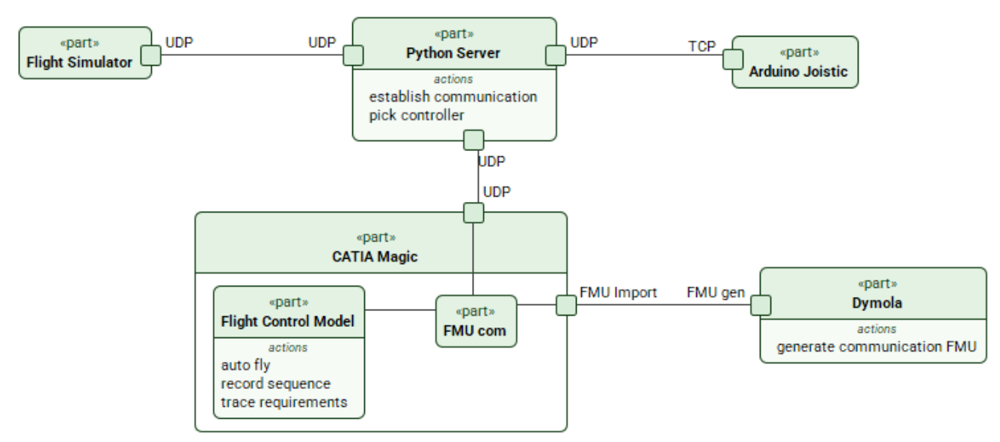 «part»
Flight Simulator
UDP
UDP
«part»
Python Server
actions
establish communication
pick controller
UDP
TCP
«part»
Arduino Joistic
UDP
UDP
«part»
CATIA Magic
«part»
Flight Control Model
actions
auto fly
record sequence
trace requirements
«part»
FMU com
FMU Import
FMU gen
«part»
Dymola
actions
generate communication FMU